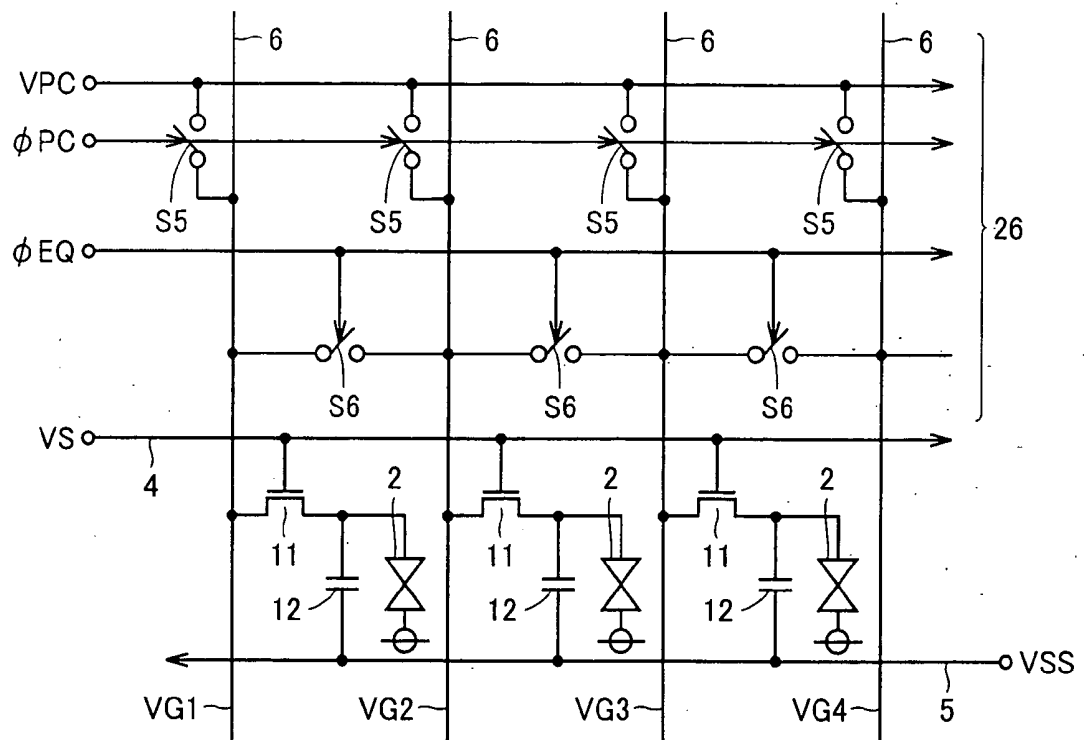 6 6 6 6
VPC
φPC
S5 S5 S5 S5
26
φEQ
S6 S6 S6
VS
4 2 2 2
11 11 11
12 12 12
VSS
VG1 VG2 VG3 VG4 5